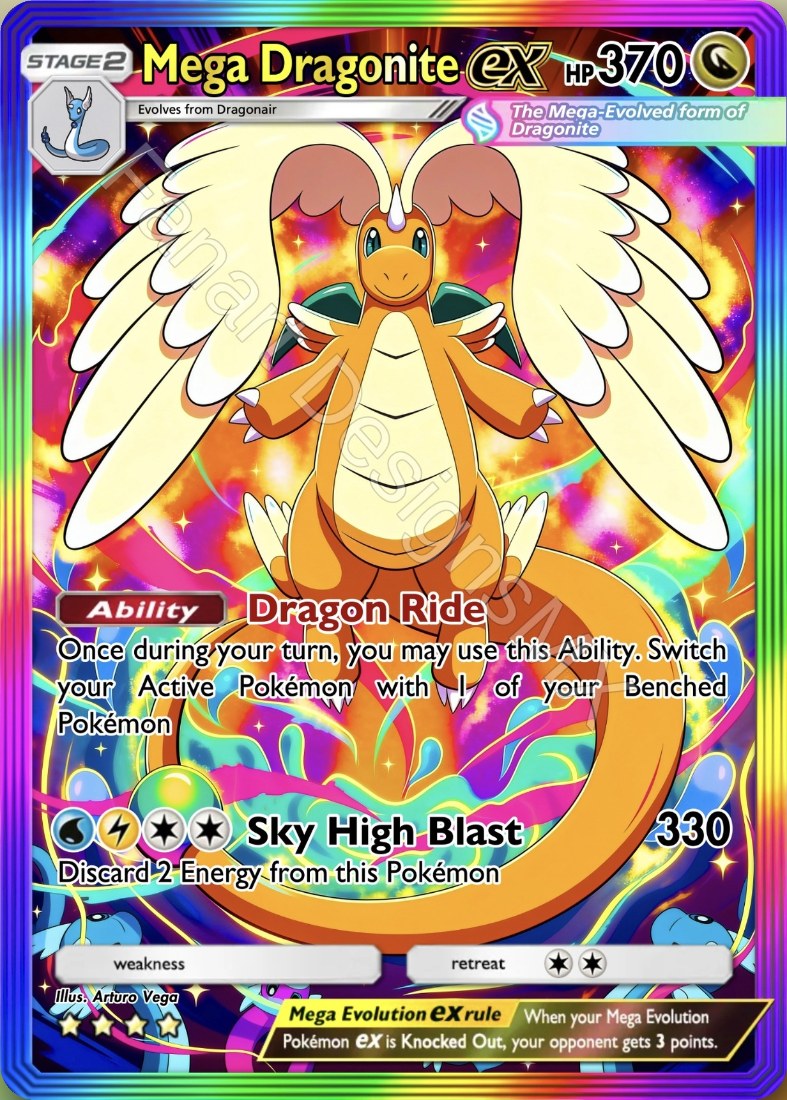 STAGE2
Mega Dragonite ex HP370
Evolves from Dragonair
The Mega-Evolved form of
Dragonite
Fenart DesignsMX
Ability Dragon Ride
Once during your turn, you may use this Ability. Switch
your Active Pokémon with 1 of your Benched
Pokémon
Sky High Blast 330
Discard 2 Energy from this Pokémon
weakness
retreat
Illus. Arturo Vega
Mega Evolution ex rule When your Mega Evolution
Pokémon ex is Knocked Out, your opponent gets 3 points.